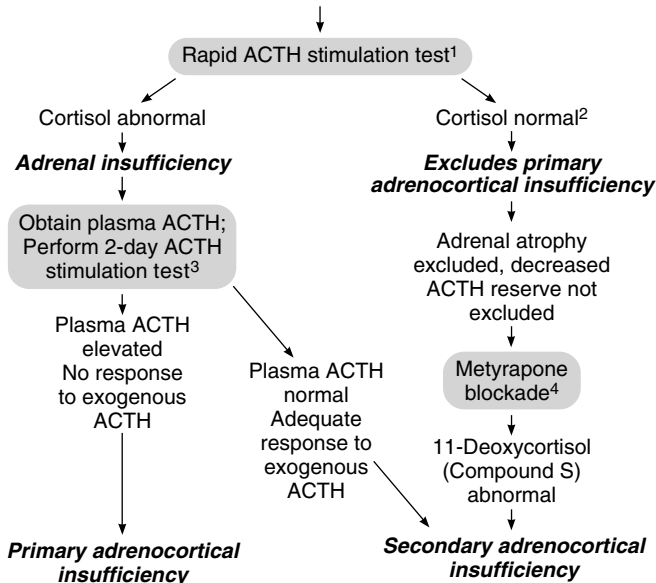 Rapid ACTH stimulation test¹
Cortisol abnormal
Adrenal insufficiency
Obtain plasma ACTH;
Perform 2-day ACTH
stimulation test³
Plasma ACTH
elevated
No response
to exogenous
ACTH
Primary adrenocortical
insufficiency
Plasma ACTH
normal
Adequate
response to
exogenous
ACTH
Cortisol normal²
Excludes primary
adrenocortical insufficiency
Adrenal atrophy
excluded, decreased
ACTH reserve not
excluded
Metyrapone
blockade⁴
11-Deoxycortisol
(Compound S)
abnormal
Secondary adrenocortical
insufficiency